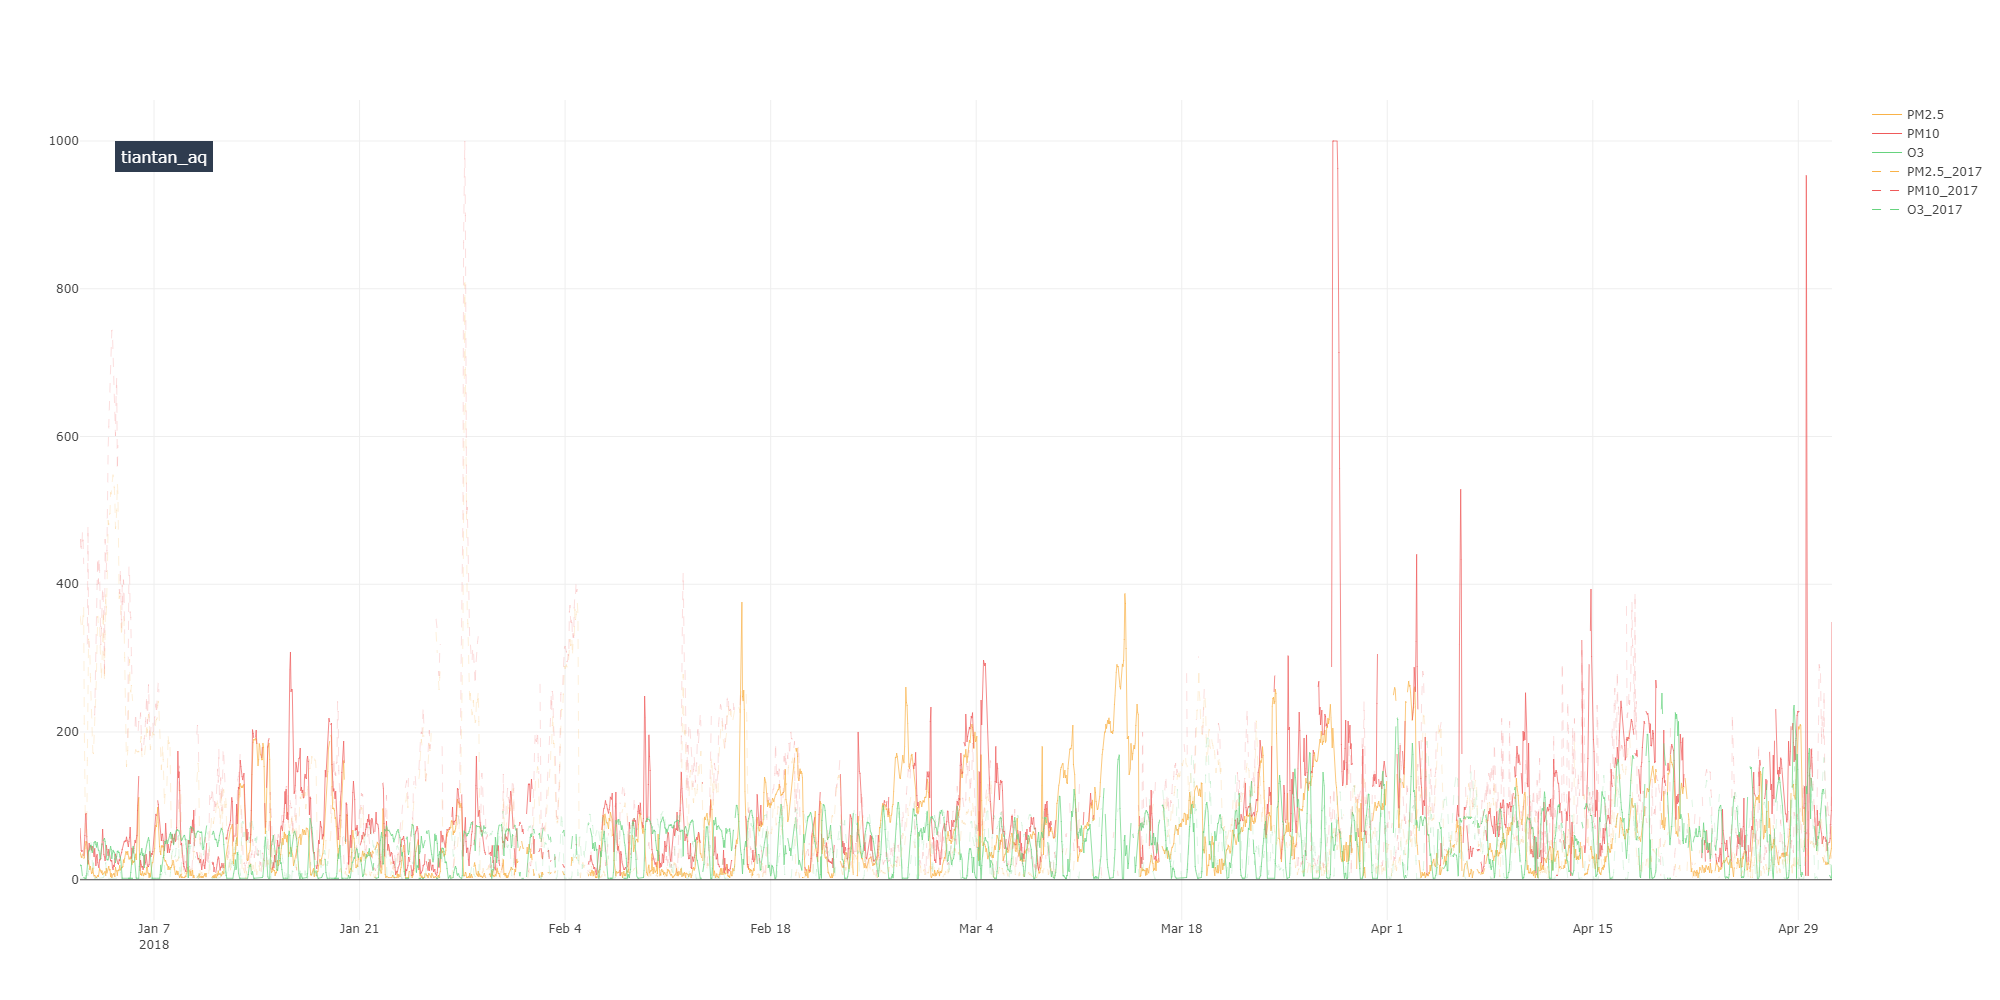 tiantan_aq
1000
800
600
400
200
0
Jan 7
2018
Jan 21
Feb 4
Feb 18
Mar 4
Mar 18
Apr 1
Apr 15
Apr 29
PM2.5
PM10
O3
PM2.5_2017
PM10_2017
O3_2017